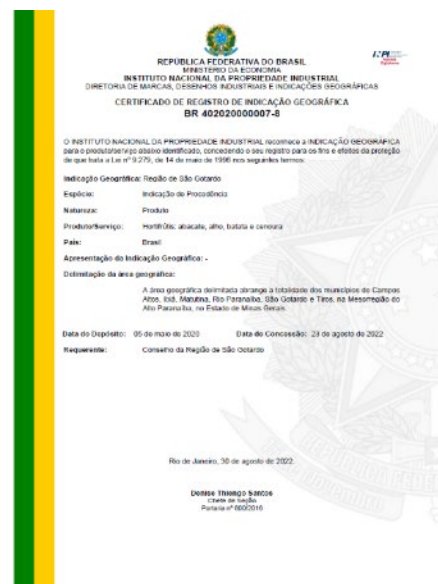 INPI
REPÚBLICA FEDERATIVA DO BRASIL
MINISTÉRIO DA ECONOMIA
INSTITUTO NACIONAL DA PROPRIEDADE INDUSTRIAL
DIRETORIA DE MARCAS, DESENHOS INDUSTRIAIS E INDICAÇÕES GEOGRÁFICAS
CERTIFICADO DE REGISTRO DE INDICAÇÃO GEOGRÁFICA
BR 402020000007-8
O INSTITUTO NACIONAL DA PROPRIEDADE INDUSTRIAL reconhece a INDICAÇÃO GEOGRÁFICA
para o produto/serviço abaixo identificado, concedendo o seu registro para os fins e efeitos da proteção
de que trata a Lei nº 9.279, de 14 de maio de 1996 nos seguintes termos:
Indicação Geográfica: Região de São Gotardo
Espécie: Indicação de Procedência
Natureza: Produto
Produto/Serviço: Hortifrútis: abacate, alho, batata e cenoura
País: Brasil
Apresentação da Indicação Geográfica: -
Delimitação da área geográfica:
A área geográfica delimitada abrange a totalidade dos municípios de Campos
Altos, Ibiá, Matutina, Rio Paranaíba, São Gotardo e Tiros, na Mesorregião do
Alto Paranaíba, no Estado de Minas Gerais.
Data do Depósito: 05 de maio de 2020 Data de Concessão: 23 de agosto de 2022
Requerente: Conselho da Região de São Gotardo
Rio de Janeiro, 30 de agosto de 2022.
Denise Thiengo Santos
Chefe de Seção
Portaria nº